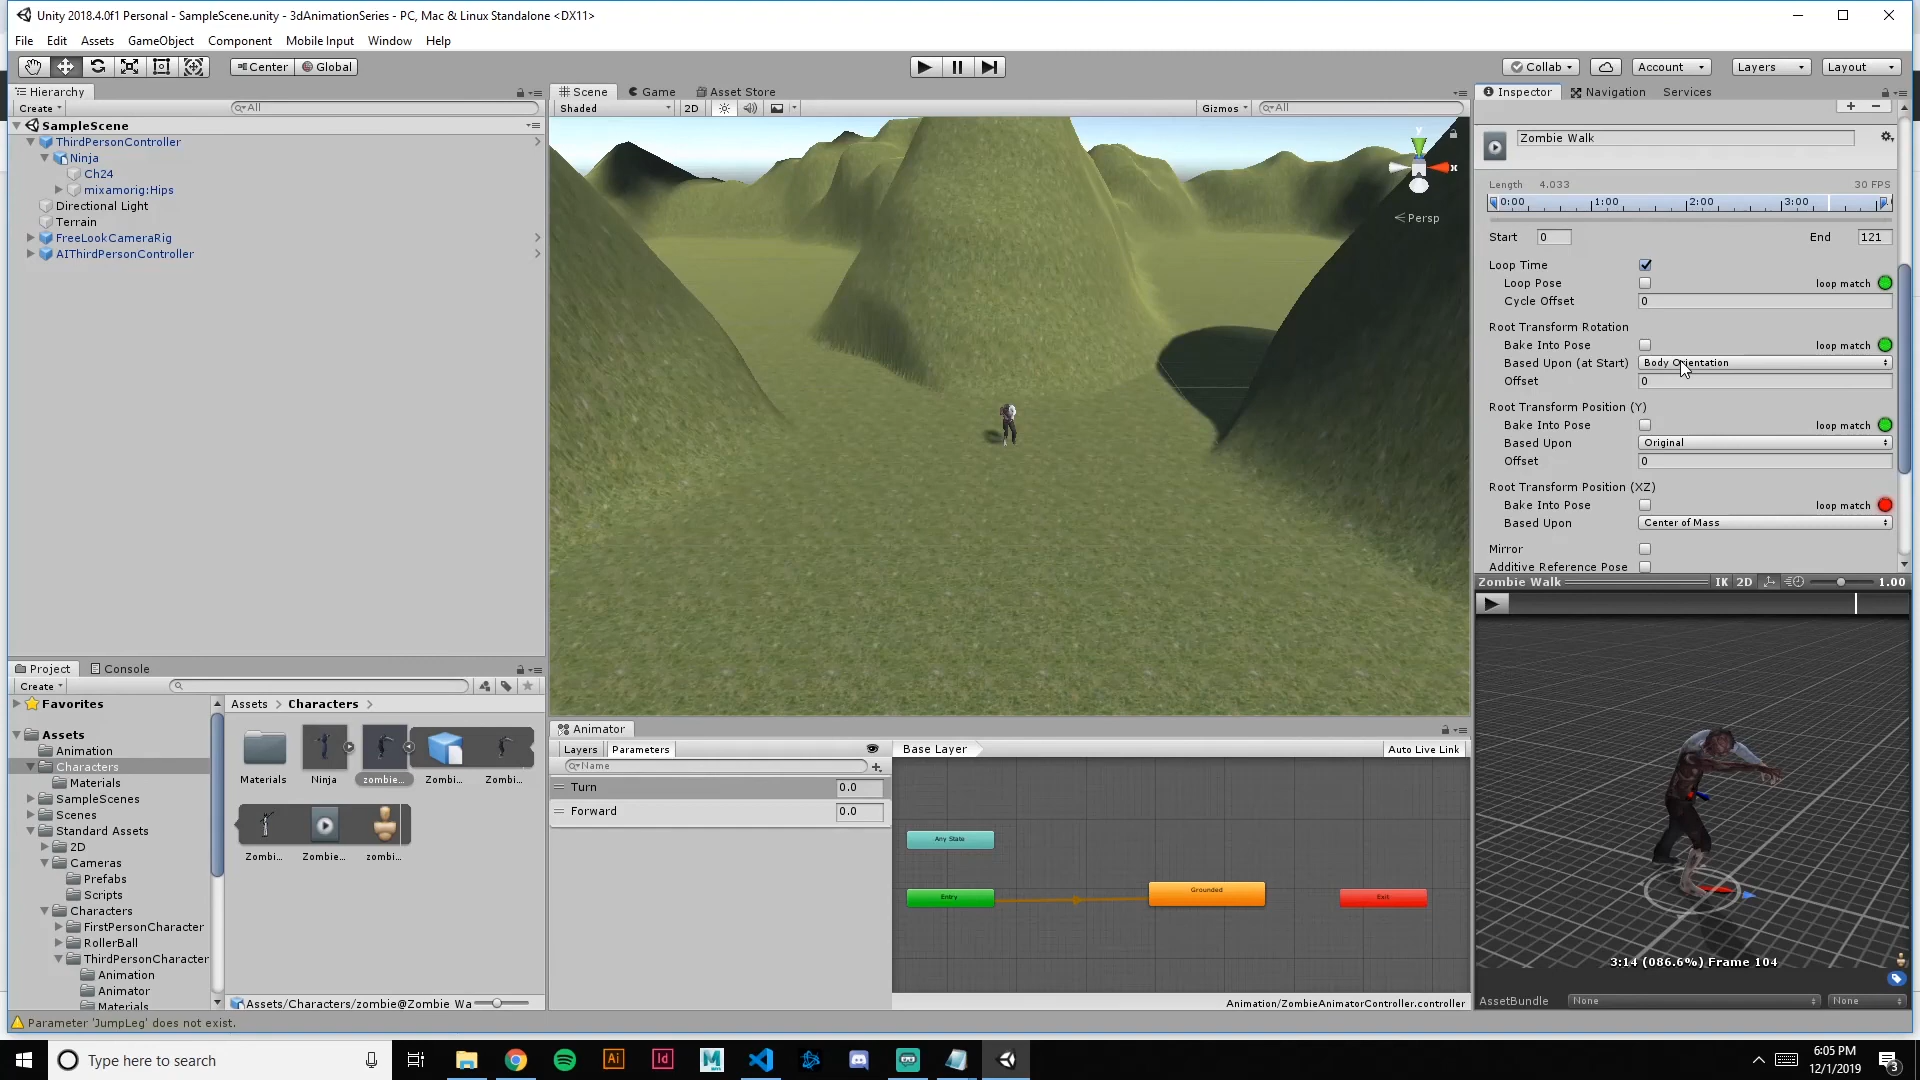 Unity 2018.4.0f1 Personal - SampleScene.unity - 3dAnimationSeries - PC, Mac & Linux Standalone <DX11>
File Edit Assets GameObject Component Mobile Input Window Help
Center Global Collab Account Layers Layout
Hierarchy
Create All
SampleScene
ThirdPersonController
Ninja
Ch24
mixamorig:Hips
Directional Light
Terrain
FreeLookCameraRig
AIThirdPersonController
Scene Game Asset Store
Shaded 2D Gizmos All
y
x
Persp
Inspector Navigation Services
Zombie Walk
Length 4.033 30 FPS
0:00 1:00 2:00 3:00
Start 0 End 121
Loop Time
Loop Pose loop match
Cycle Offset 0
Root Transform Rotation
Bake Into Pose loop match
Based Upon (at Start) Body Orientation
Offset 0
Root Transform Position (Y)
Bake Into Pose loop match
Based Upon Original
Offset 0
Root Transform Position (XZ)
Bake Into Pose loop match
Based Upon Center of Mass
Mirror
Additive Reference Pose
Zombie Walk IK 2D 1.00
3:14 (086.6%) Frame 104
AssetBundle None None
Project Console
Create
Favorites
Assets
Animation
Characters
Materials
SampleScenes
Scenes
Standard Assets
2D
Cameras
Prefabs
Scripts
Characters
FirstPersonCharacter
RollerBall
ThirdPersonCharacter
Animation
Animator
Materials
Assets > Characters >
Materials Ninja zombie... Zombi... Zombi...
Zombi... Zombie... zombi...
Assets/Characters/zombie@Zombie Wa
Animator
Layers Parameters Base Layer Auto Live Link
Name
Turn 0.0
Forward 0.0
Any State
Entry
Grounded
Exit
Animation/ZombieAnimatorController.controller
Parameter 'JumpLeg' does not exist.
Type here to search
Ai
Id
M
6:05 PM
12/1/2019
3